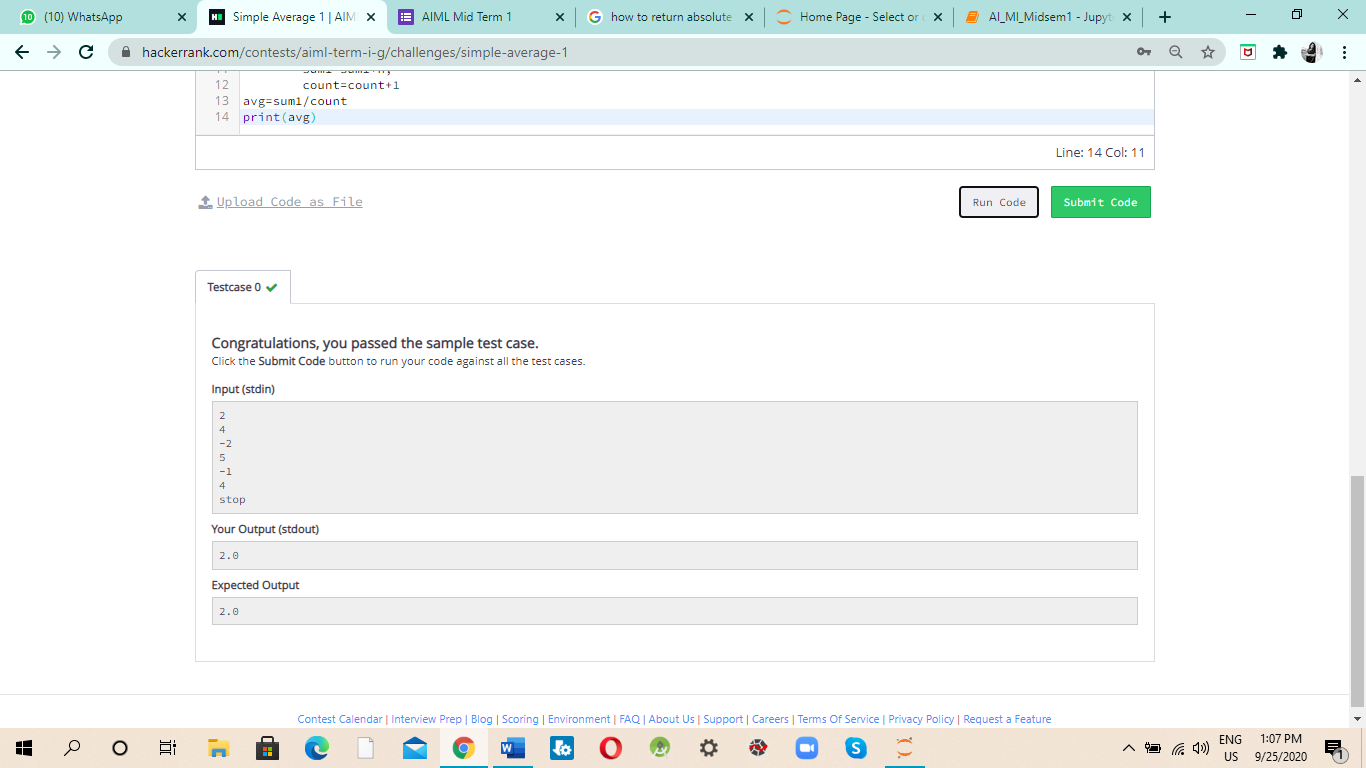 (10) WhatsApp
Simple Average 1 | AIM
AIML Mid Term 1
how to return absolute
Home Page - Select or
AI_MI_Midsem1 - Jupyt
hackerrank.com/contests/aiml-term-i-g/challenges/simple-average-1
12 count=count+1
13 avg=sum1/count
14 print(avg)
Line: 14 Col: 11
Upload Code as File
Run Code
Submit Code
Testcase 0
Congratulations, you passed the sample test case.
Click the Submit Code button to run your code against all the test cases.
Input (stdin)
2
4
-2
5
-1
4
stop
Your Output (stdout)
2.0
Expected Output
2.0
Contest Calendar | Interview Prep | Blog | Scoring | Environment | FAQ | About Us | Support | Careers | Terms Of Service | Privacy Policy | Request a Feature
ENG
US
1:07 PM
9/25/2020
1